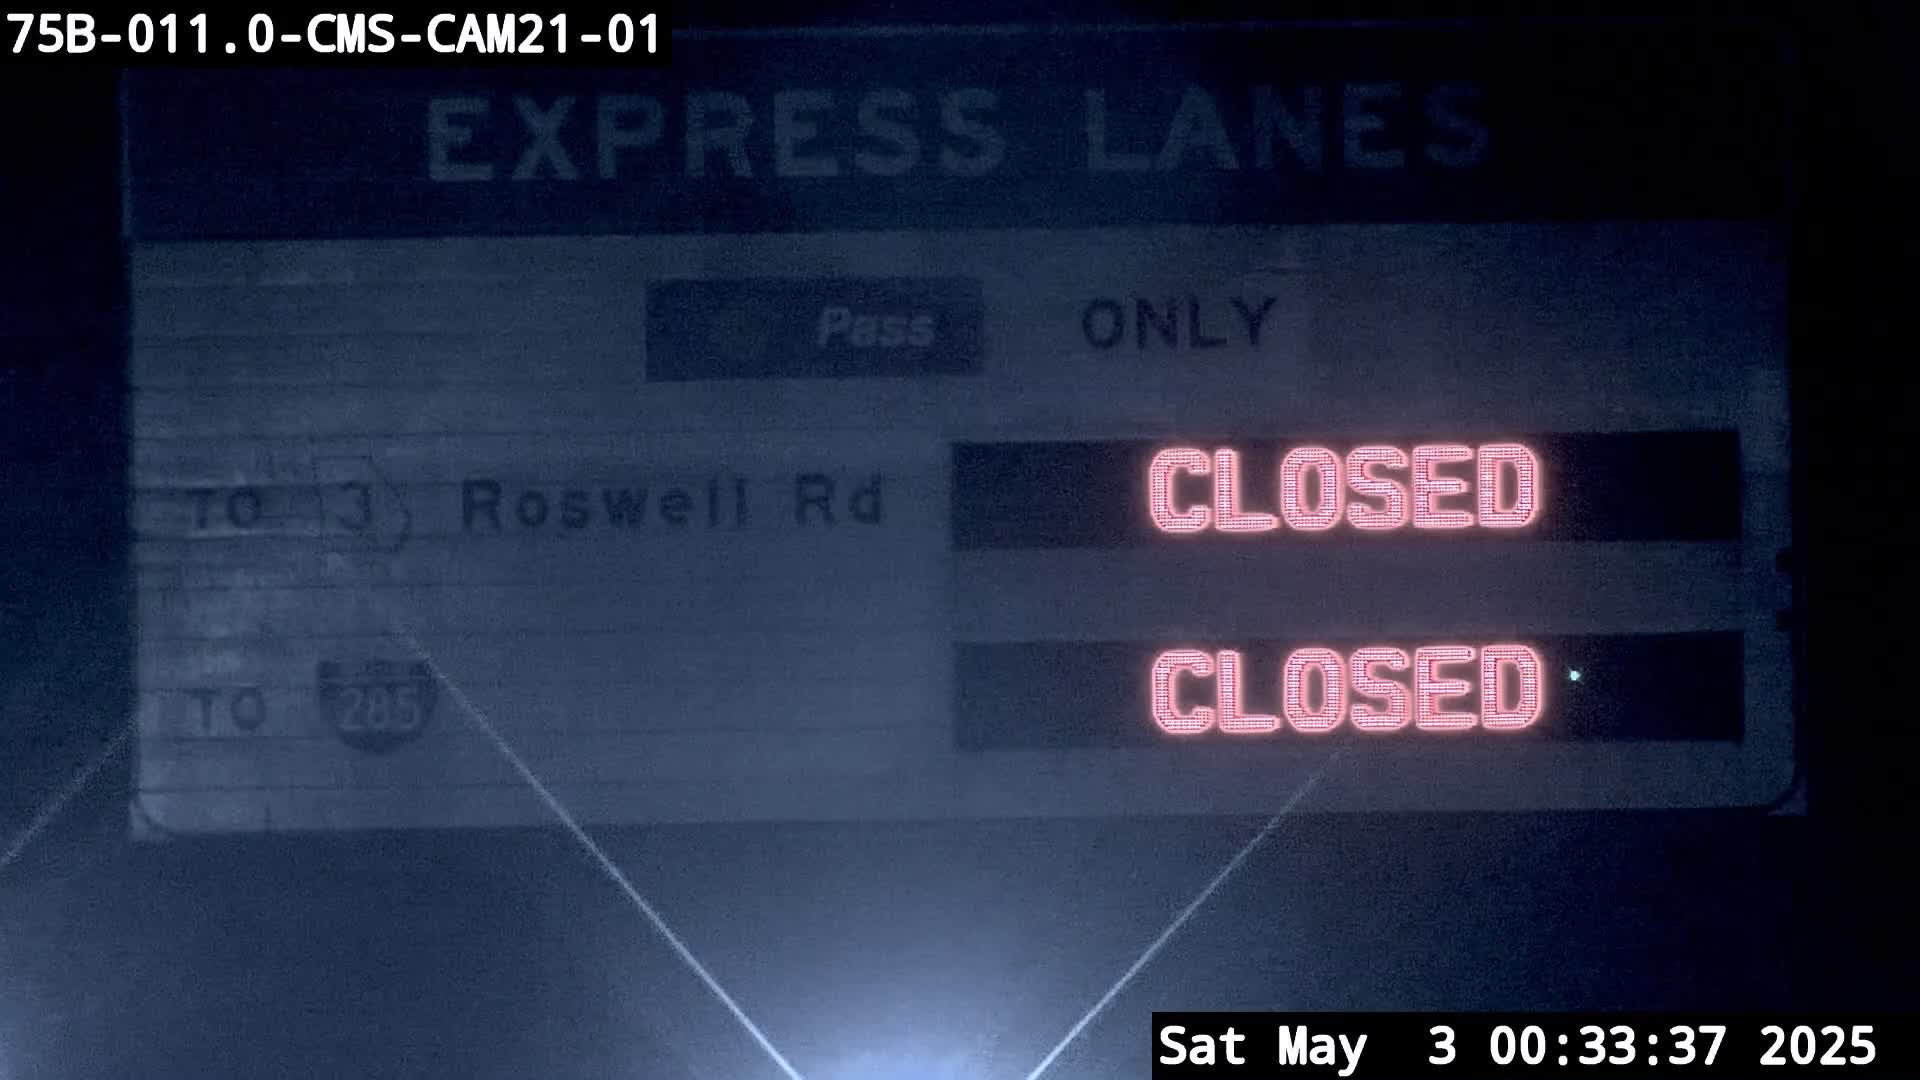 75B-011.0-CMS-CAM21-01
EXPRESS LANES
Pass ONLY
TO 3 Roswell Rd CLOSED
TO 285 CLOSED
Sat May 3 00:33:37 2025